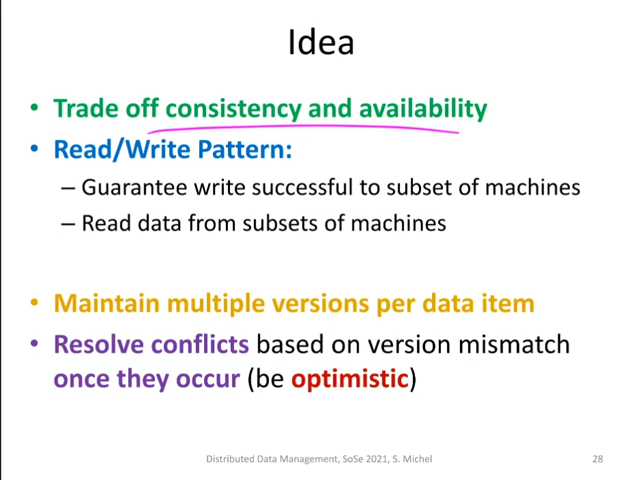 Idea
• Trade off consistency and availability
• Read/Write Pattern:
– Guarantee write successful to subset of machines
– Read data from subsets of machines
• Maintain multiple versions per data item
• Resolve conflicts based on version mismatch
once they occur (be optimistic)
Distributed Data Management, SoSe 2021, S. Michel
28